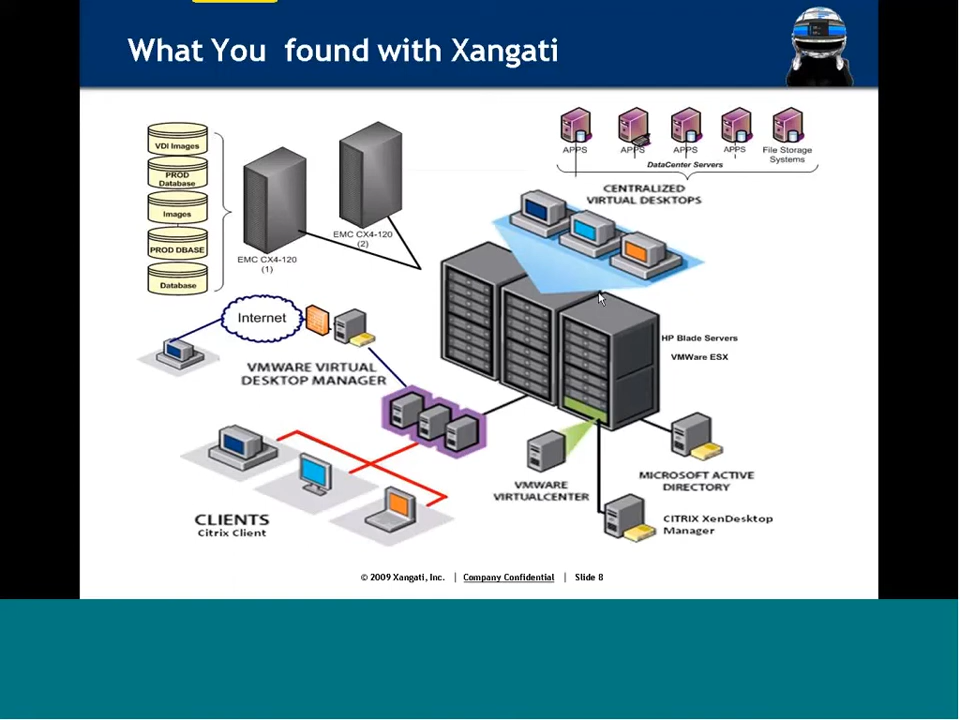 What You  found with Xangati
VDI Images
PROD
Database
Images
PROD DBASE
Database
EMC CX4-120
(1)
EMC CX4-120
(2)
APPS
APPS
APPS
APPS
File Storage
Systems
DataCenter Servers
CENTRALIZED
VIRTUAL DESKTOPS
Internet
VMWARE VIRTUAL
DESKTOP MANAGER
HP Blade Servers
VMWare ESX
CLIENTS
Citrix Client
VMWARE
VIRTUALCENTER
MICROSOFT ACTIVE
DIRECTORY
CITRIX XenDesktop
Manager
© 2009 Xangati, Inc. | Company Confidential | Slide 8